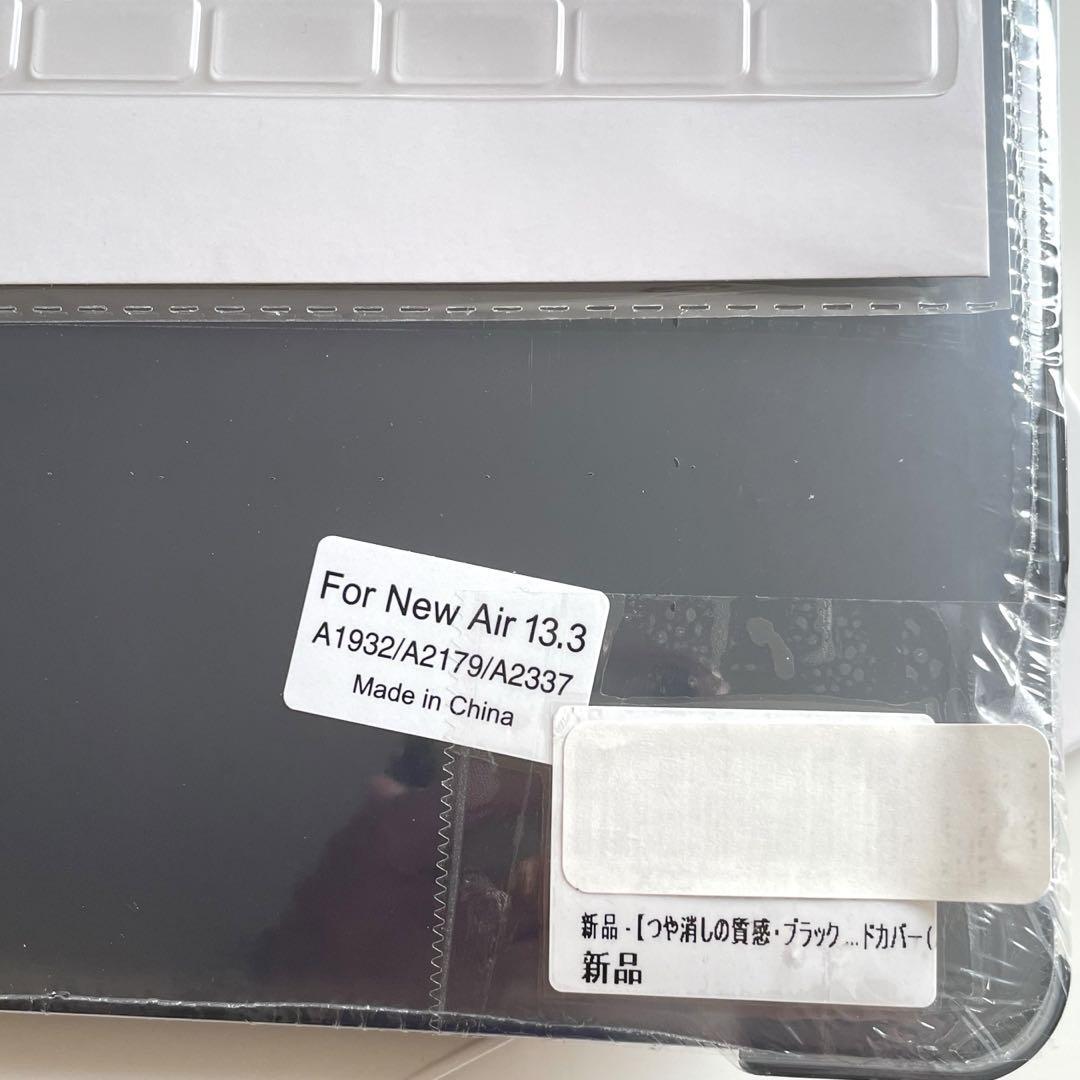 For New Air 13.3
A1932/A2179/A2337
Made in China
新品 - 【つや消しの質感・ブラック ... ドカバー (
新品